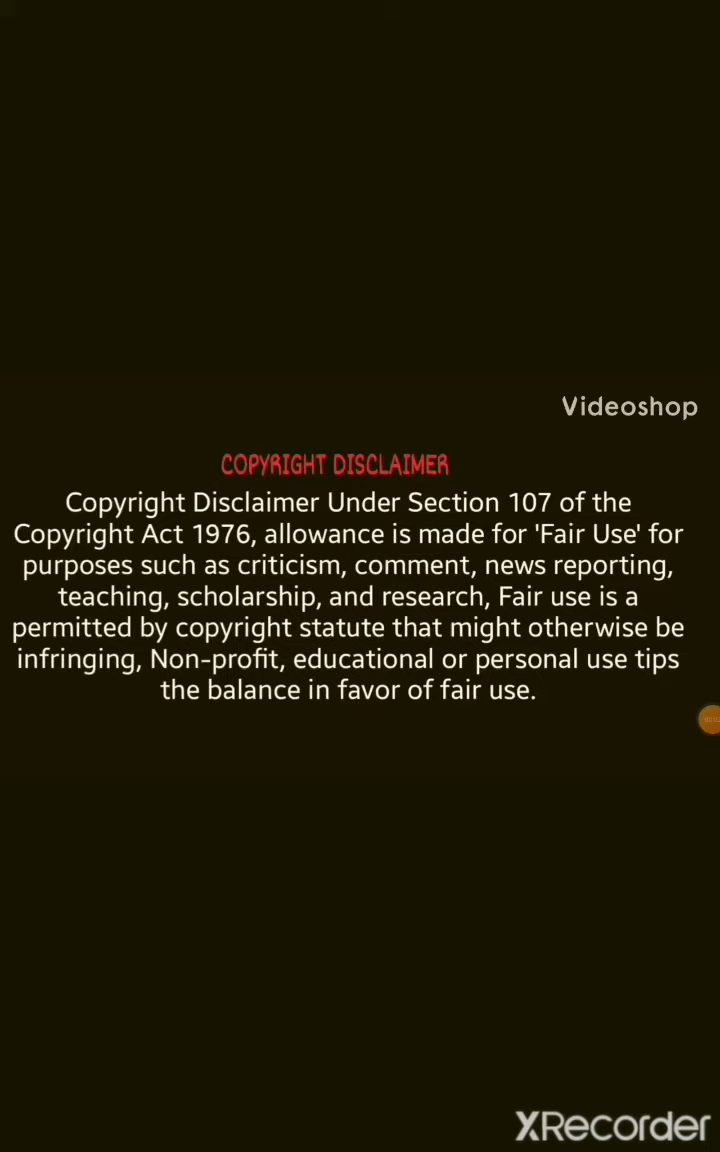 Videoshop
COPYRIGHT DISCLAIMER
Copyright Disclaimer Under Section 107 of the
Copyright Act 1976, allowance is made for 'Fair Use' for
purposes such as criticism, comment, news reporting,
teaching, scholarship, and research, Fair use is a
permitted by copyright statute that might otherwise be
infringing, Non-profit, educational or personal use tips
the balance in favor of fair use.
XRecorder